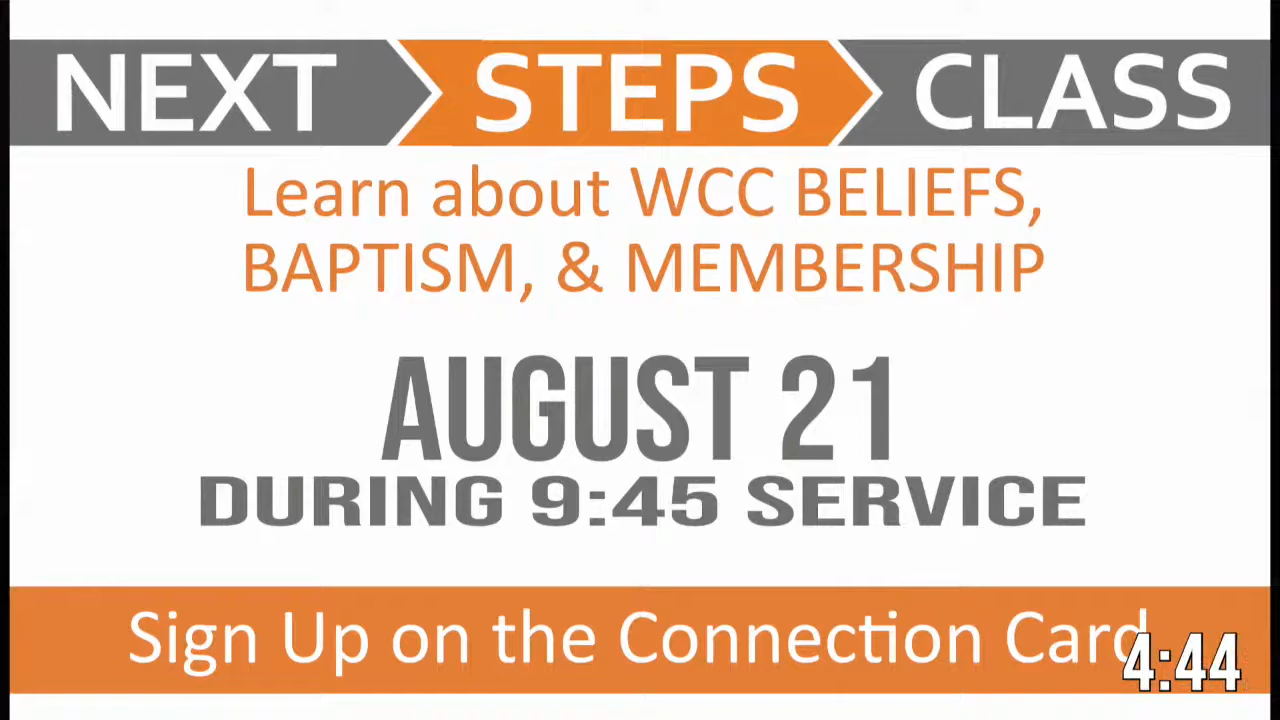 NEXT STEPS CLASS
Learn about WCC BELIEFS,
BAPTISM, & MEMBERSHIP
AUGUST 21
DURING 9:45 SERVICE
Sign Up on the Connection Card
4:44